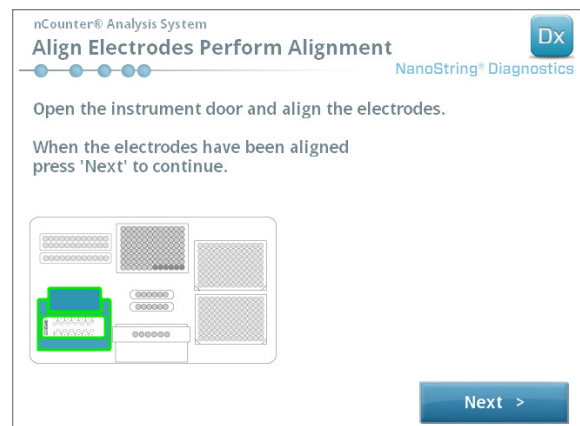 nCounter® Analysis System
Align Electrodes Perform Alignment
Dx
NanoString® Diagnostics
Open the instrument door and align the electrodes.
When the electrodes have been aligned
press 'Next' to continue.
Next >